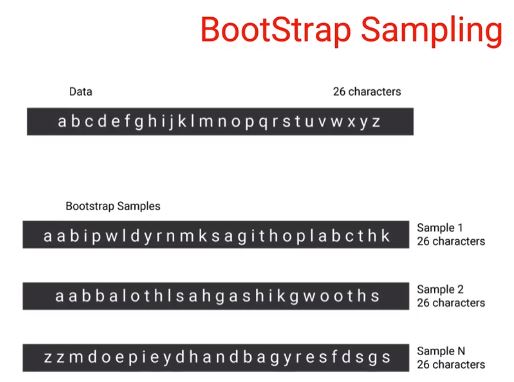 BootStrap Sampling
Data 26 characters
a b c d e f g h i j k l m n o p q r s t u v w x y z
Bootstrap Samples
a a b i p w l d y r n m k s a g i t h o p l a b c t h k
Sample 1
26 characters
a a b b a l o t h l s a h g a s h i k g w o o t h s
Sample 2
26 characters
z z m d o e p i e y d h a n d b a g y r e s f d s g s
Sample N
26 characters